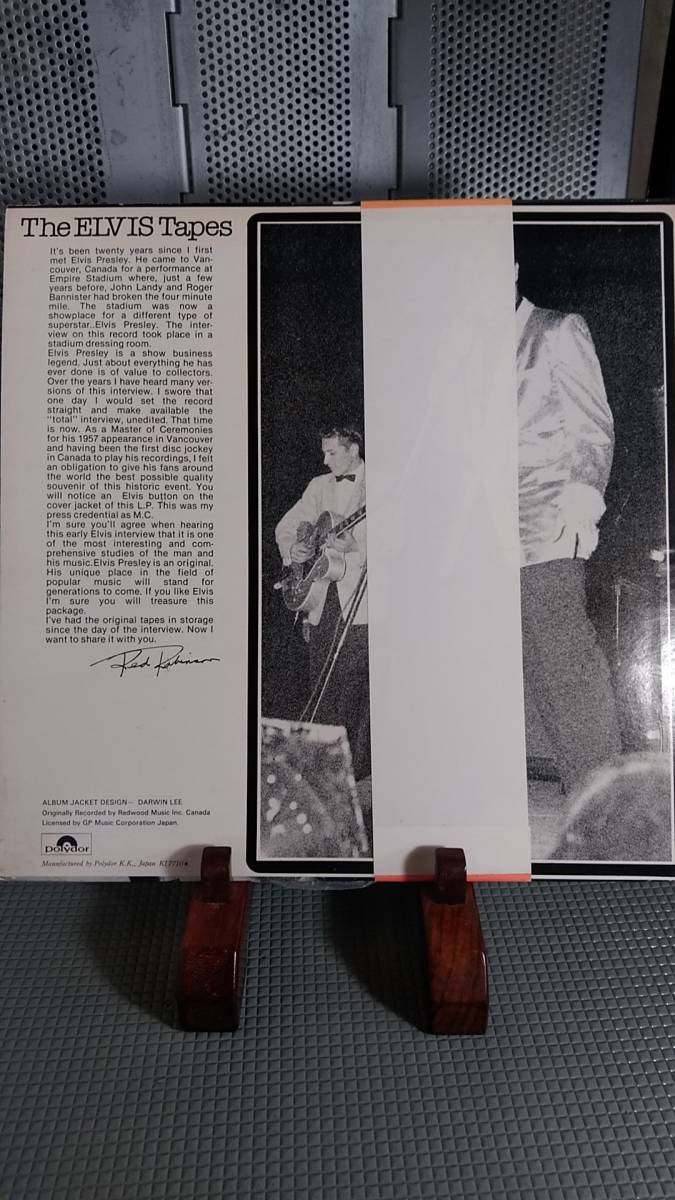 The ELVIS Tapes
It's been twenty years since I first
met Elvis Presley. He came to Van-
couver, Canada for a performance at
Empire Stadium where, just a few
years before, John Landy and Roger
Bannister had broken the four minute
mile. The stadium was now a
showplace for a different type of
superstar..Elvis Presley. The inter-
view on this record took place in a
stadium dressing room.
Elvis Presley is a show business
legend. Just about everything he has
ever done is of value to collectors.
Over the years I have heard many ver-
sions of this interview. I swore that
one day I would set the record
straight and make available the
"total" interview, unedited. That time
is now. As a Master of Ceremonies
for his 1957 appearance in Vancouver
and having been the first disc jockey
in Canada to play his recordings, I felt
an obligation to give his fans around
the world the best possible quality
souvenir of this historic event. You
will notice an Elvis button on the
cover jacket of this L.P. This was my
press credential as M.C.
I'm sure you'll agree when hearing
this early Elvis interview that it is one
of the most interesting and com-
prehensive studies of the man and
his music.Elvis Presley is an original.
His unique place in the field of
popular music will stand for
generations to come. If you like Elvis
I'm sure you will treasure this
package.
I've had the original tapes in storage
since the day of the interview. Now I
want to share it with you.
Red Robinson
ALBUM JACKET DESIGN— DARWIN LEE
Originally Recorded by Redwood Music Inc. Canada
Licensed by GP Music Corporation Japan.
polydor
Manufactured by Polydor K.K., Japan